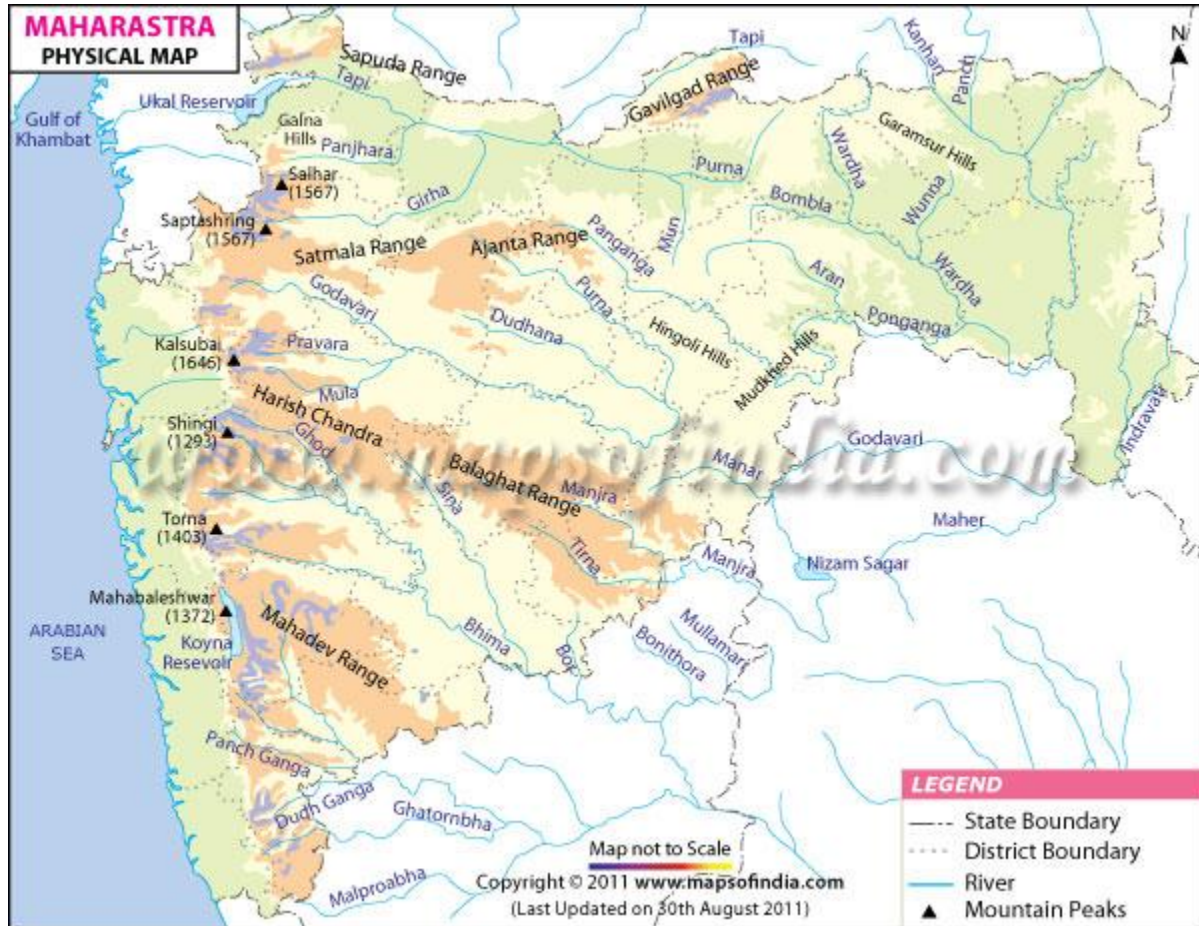 MAHARASTRA
PHYSICAL MAP
N
Gulf of
Khambat
Ukal Reservoir
Sapuda Range
Tapi
Tapi
Gavilgad Range
Kanhan
Panch
Galna
Hills
Panjhara
Salhar
(1567)
Girha
Saptashring
(1567)
Satmala Range
Ajanta Range
Purna
Wardha
Garamsur Hills
Wunna
Bombla
Mun
Panganga
Purna
Aran
Wardha
Ponganga
Godavari
Dudhana
Hingoli Hills
Mudkhed Hills
Pravara
Kalsubai
(1646)
Mula
Harish Chandra
Shingi
(1293)
Ghod
Sina
Balaghat Range
Manjra
Manar
Godavari
Indravati
www.mapsofindia.com
Torna
(1403)
Tirna
Manjra
Maher
Nizam Sagar
Mahabaleshwar
(1372)
ARABIAN
SEA
Koyna
Resevoir
Mahadev Range
Bhima
Bor
Mullamari
Bonithora
Panch Ganga
Dudh Ganga
Ghatornbha
Malproabha
Map not to Scale
Copyright © 2011 www.mapsofindia.com
(Last Updated on 30th August 2011)
LEGEND
State Boundary
District Boundary
River
Mountain Peaks